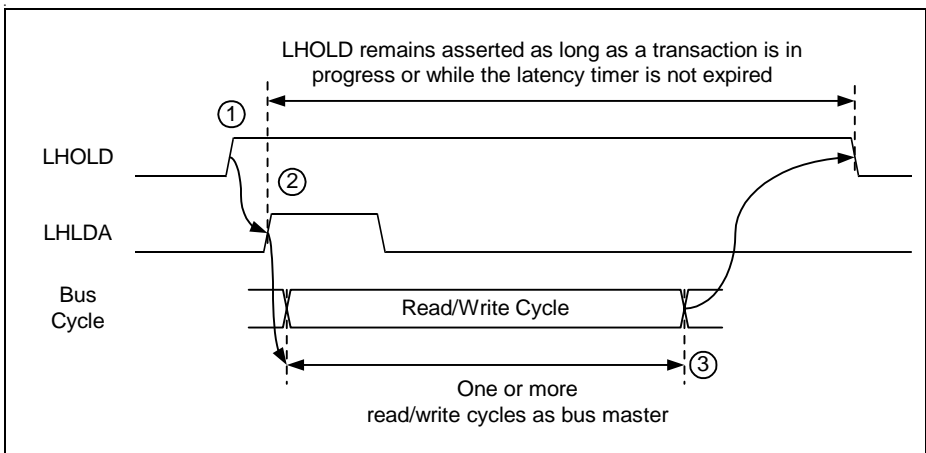 LHOLD remains asserted as long as a transaction is in
progress or while the latency timer is not expired
1
LHOLD
2
LHLDA
Bus
Cycle
Read/Write Cycle
3
One or more
read/write cycles as bus master